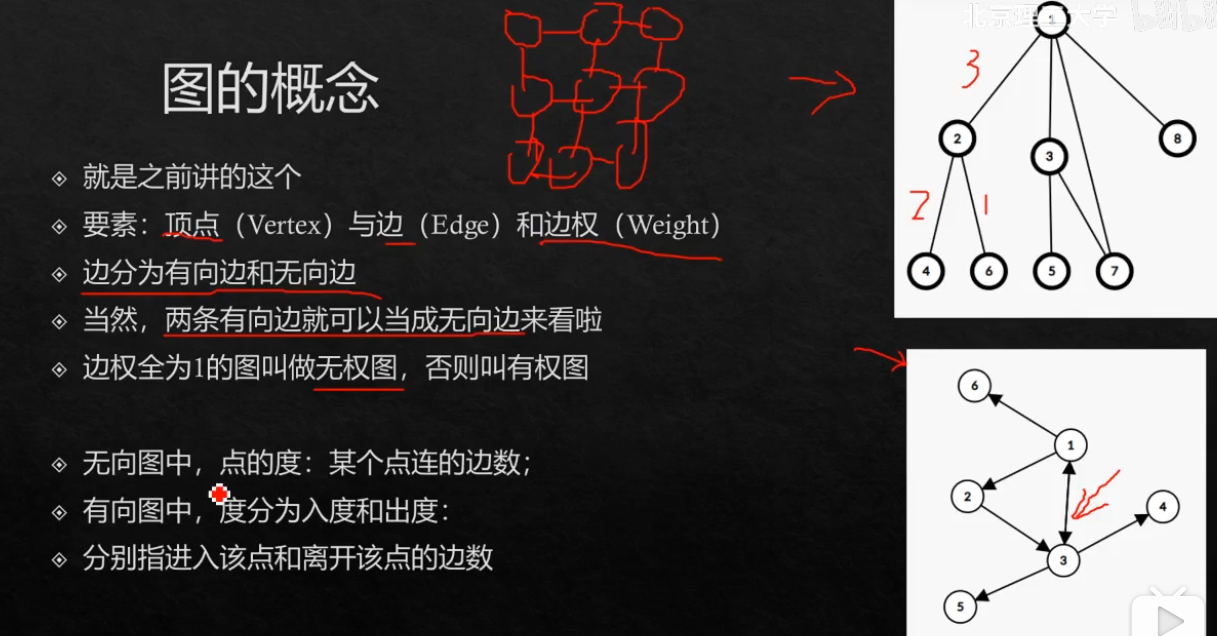 北京理工大学 bilibili
图的概念
就是之前讲的这个
要素：顶点（Vertex）与边（Edge）和边权（Weight）
边分为有向边和无向边
当然，两条有向边就可以当成无向边来看啦
边权全为1的图叫做无权图，否则叫有权图
无向图中，点的度：某个点连的边数；
有向图中，度分为入度和出度：
分别指进入该点和离开该点的边数
1
3
2
3
8
2
1
4
6
5
7
6
1
2
4
3
5